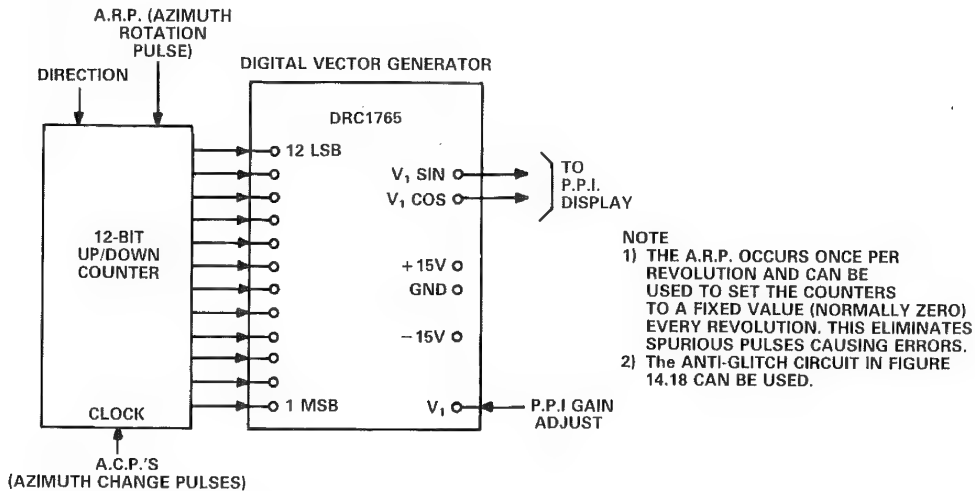 A.R.P. (AZIMUTH
ROTATION
PULSE)
DIRECTION
DIGITAL VECTOR GENERATOR
DRC1765
12 LSB
V₁ SIN
V₁ COS
TO
P.P.I.
DISPLAY
12-BIT
UP/DOWN
COUNTER
+15V
GND
−15V
1 MSB
V₁
P.P.I GAIN
ADJUST
CLOCK
A.C.P.'S
(AZIMUTH CHANGE PULSES)
NOTE
1) THE A.R.P. OCCURS ONCE PER
REVOLUTION AND CAN BE
USED TO SET THE COUNTERS
TO A FIXED VALUE (NORMALLY ZERO)
EVERY REVOLUTION. THIS ELIMINATES
SPURIOUS PULSES CAUSING ERRORS.
2) The ANTI-GLITCH CIRCUIT IN FIGURE
14.18 CAN BE USED.